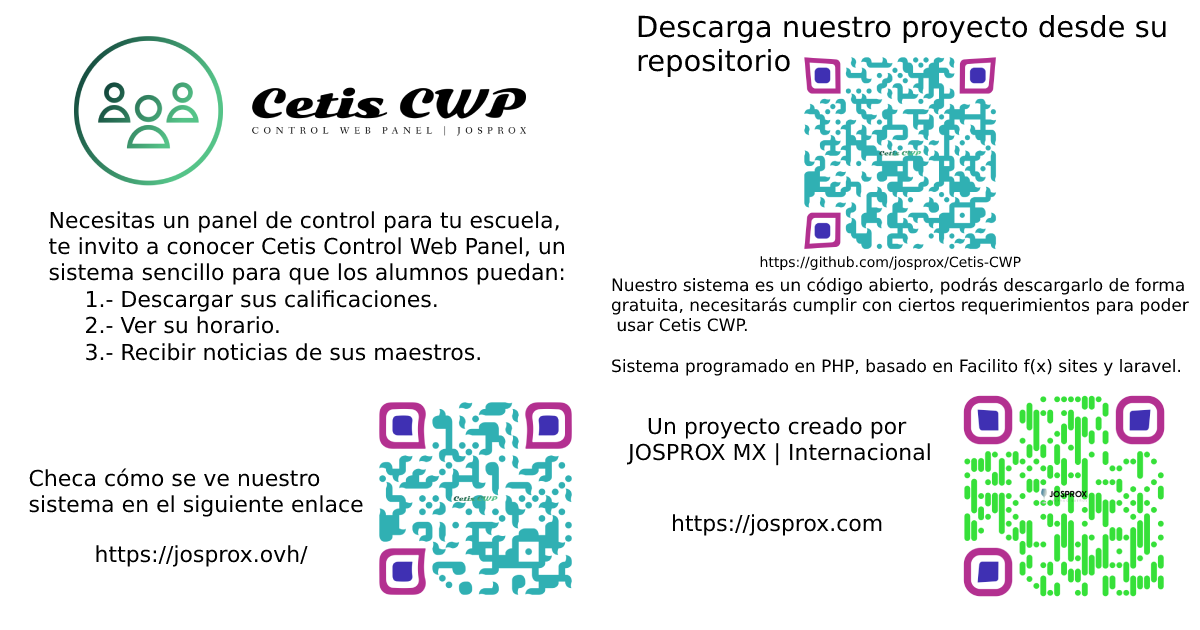 Cetis CWP
CONTROL WEB PANEL | JOSPROX
Necesitas un panel de control para tu escuela,
te invito a conocer Cetis Control Web Panel, un
sistema sencillo para que los alumnos puedan:
1.- Descargar sus calificaciones.
2.- Ver su horario.
3.- Recibir noticias de sus maestros.
Checa cómo se ve nuestro
sistema en el siguiente enlace
https://josprox.ovh/
Cetis CWP
Descarga nuestro proyecto desde su
repositorio
Cetis CWP
https://github.com/josprox/Cetis-CWP
Nuestro sistema es un código abierto, podrás descargarlo de forma
gratuita, necesitarás cumplir con ciertos requerimientos para poder
usar Cetis CWP.
Sistema programado en PHP, basado en Facilito f(x) sites y laravel.
Un proyecto creado por
JOSPROX MX | Internacional
https://josprox.com
JOSPROX